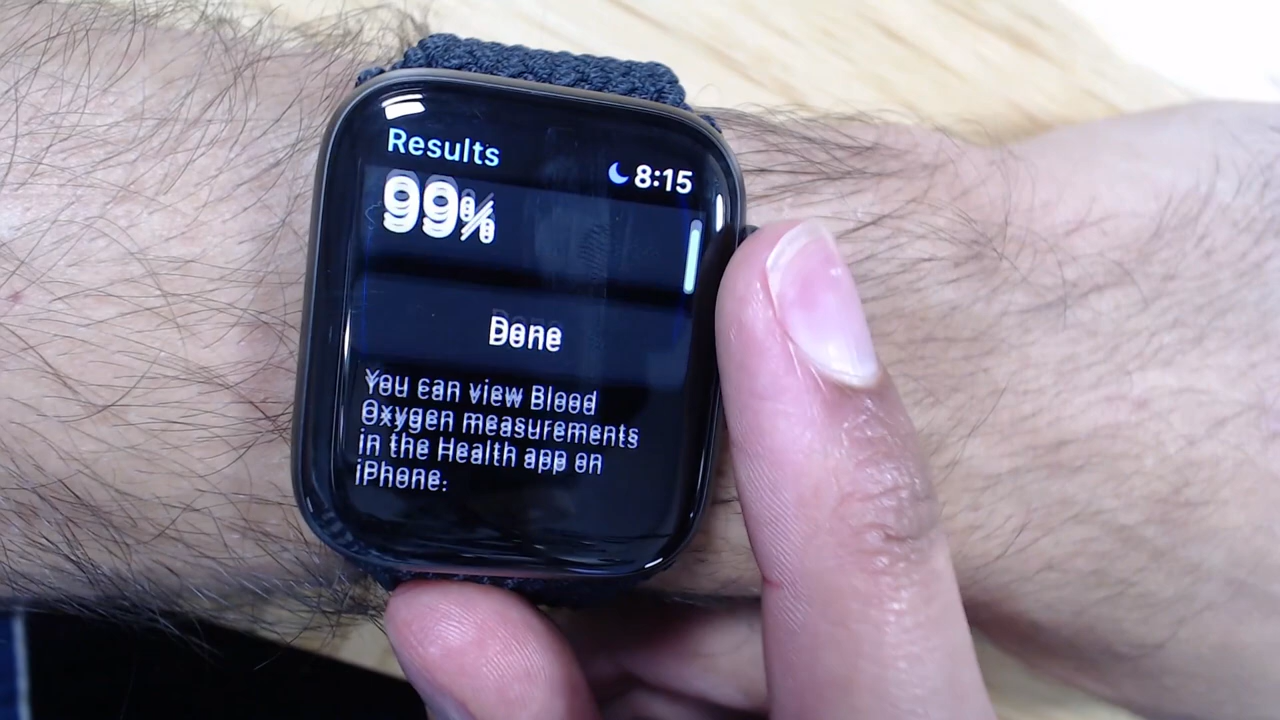 Results
8:15
99%
Done
You can view Blood
Oxygen measurements
in the Health app on
iPhone.